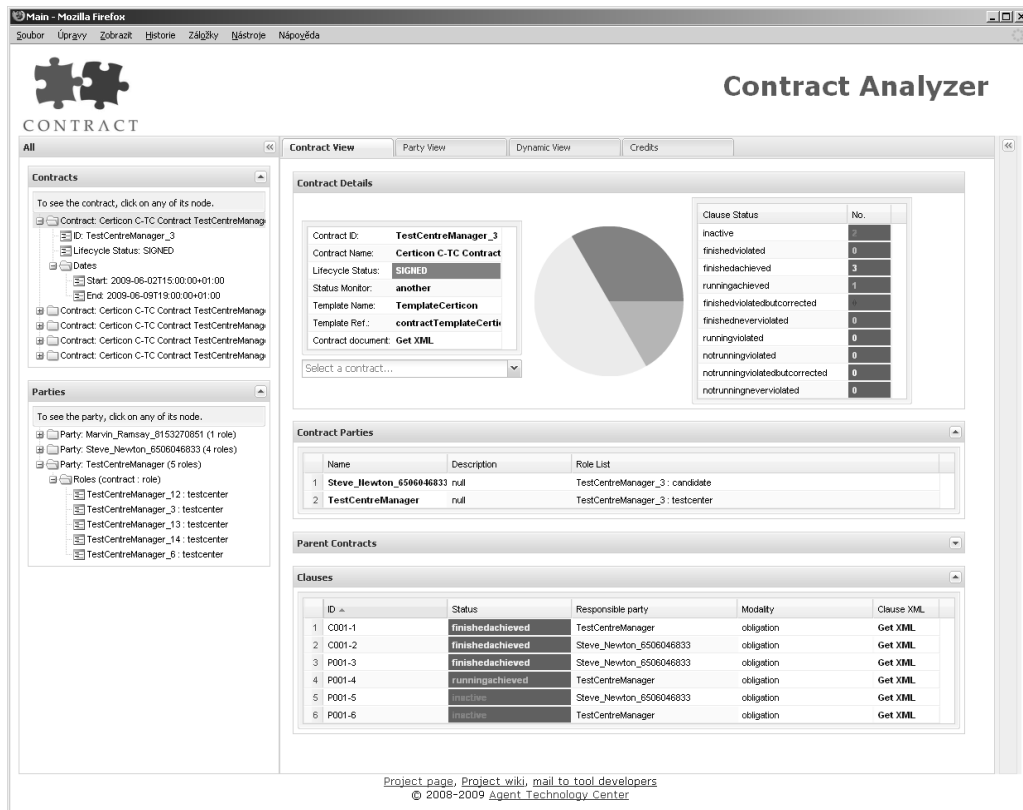 Main - Mozilla Firefox
Soubor Úpravy Zobrazit Historie Záložky Nástroje Nápověda
CONTRACT
Contract Analyzer
All
Contracts
To see the contract, click on any of its node.
Contract: Certicon C-TC Contract TestCentreManag
ID: TestCentreManager_3
Lifecycle Status: SIGNED
Dates
Start: 2009-06-02T15:00:00+01:00
End: 2009-06-09T19:00:00+01:00
Contract: Certicon C-TC Contract TestCentreManag
Contract: Certicon C-TC Contract TestCentreManag
Contract: Certicon C-TC Contract TestCentreManag
Contract: Certicon C-TC Contract TestCentreManag
Parties
To see the party, click on any of its node.
Party: Marvin_Ramsay_8153270851 (1 role)
Party: Steve_Newton_6506046833 (4 roles)
Party: TestCentreManager (5 roles)
Roles (contract : role)
TestCentreManager_12 : testcenter
TestCentreManager_3 : testcenter
TestCentreManager_13 : testcenter
TestCentreManager_14 : testcenter
TestCentreManager_6 : testcenter
Contract View Party View Dynamic View Credits
Contract Details
Contract ID: TestCentreManager_3
Contract Name: Certicon C-TC Contract
Lifecycle Status: SIGNED
Status Monitor: another
Template Name: TemplateCerticon
Template Ref.: contractTemplateCertic
Contract document: Get XML
Select a contract...
Clause Status No.
inactive 2
finishedviolated 0
finishedachieved 3
runningachieved 1
finishedviolatedbutcorrected 0
finishedneverviolated 0
runningviolated 0
notrunningviolated 0
notrunningviolatedbutcorrected 0
notrunningneverviolated 0
Contract Parties
Name Description Role List
1 Steve_Newton_6506046833 null TestCentreManager_3 : candidate
2 TestCentreManager null TestCentreManager_3 : testcenter
Parent Contracts
Clauses
ID Status Responsible party Modality Clause XML
1 C001-1 finishedachieved TestCentreManager obligation Get XML
2 C001-2 finishedachieved Steve_Newton_6506046833 obligation Get XML
3 P001-3 finishedachieved Steve_Newton_6506046833 obligation Get XML
4 P001-4 runningachieved TestCentreManager obligation Get XML
5 P001-5 inactive Steve_Newton_6506046833 obligation Get XML
6 P001-6 inactive TestCentreManager obligation Get XML
Project page, Project wiki, mail to tool developers
© 2008-2009 Agent Technology Center